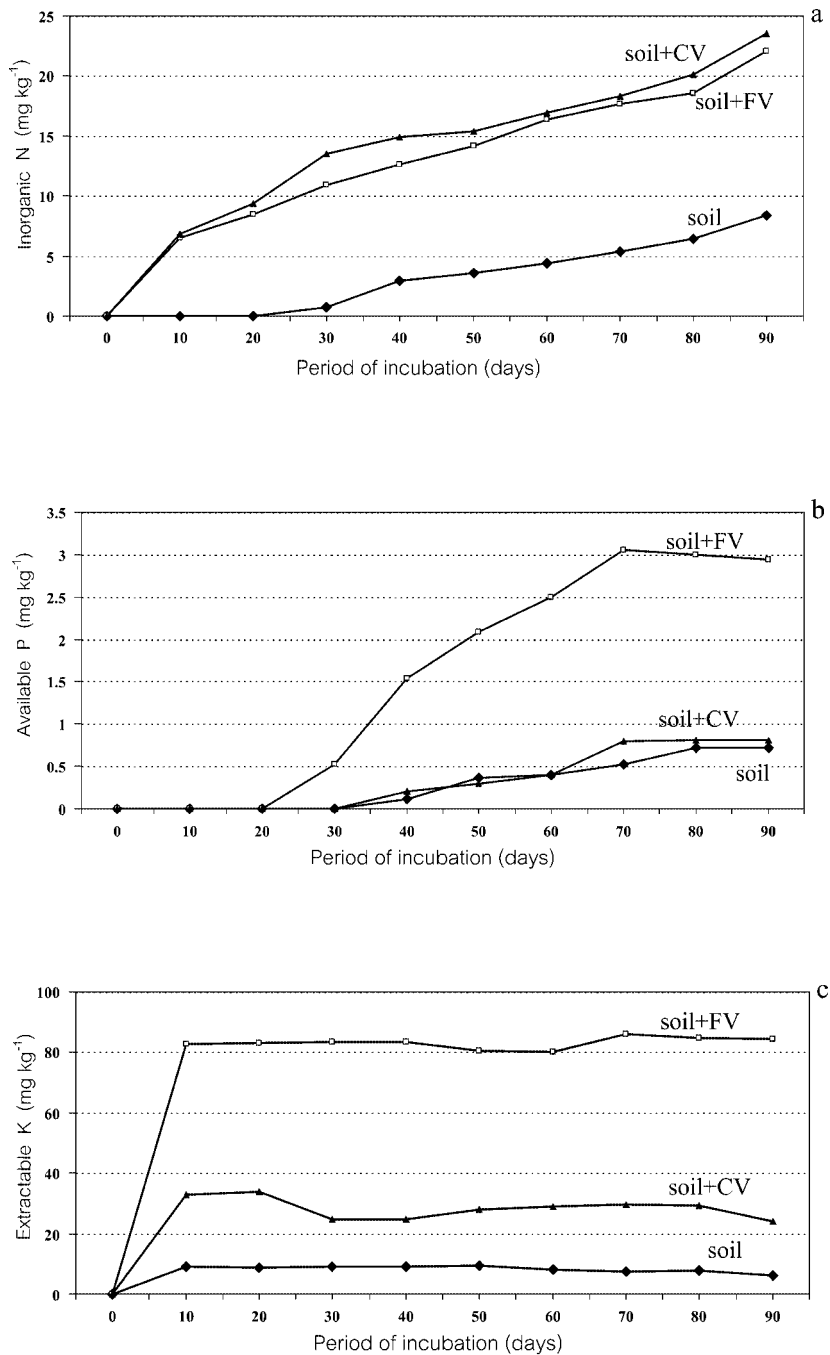 a
25
20
15
10
5
0
Inorganic N (mg kg-1)
soil+CV
soil+FV
soil
0 10 20 30 40 50 60 70 80 90
Period of incubation (days)
b
3.5
3
2.5
2
1.5
1
0.5
0
Available P (mg kg-1)
soil+FV
soil+CV
soil
0 10 20 30 40 50 60 70 80 90
Period of incubation (days)
c
100
80
60
40
20
0
Extractable K (mg kg-1)
soil+FV
soil+CV
soil
0 10 20 30 40 50 60 70 80 90
Period of incubation (days)